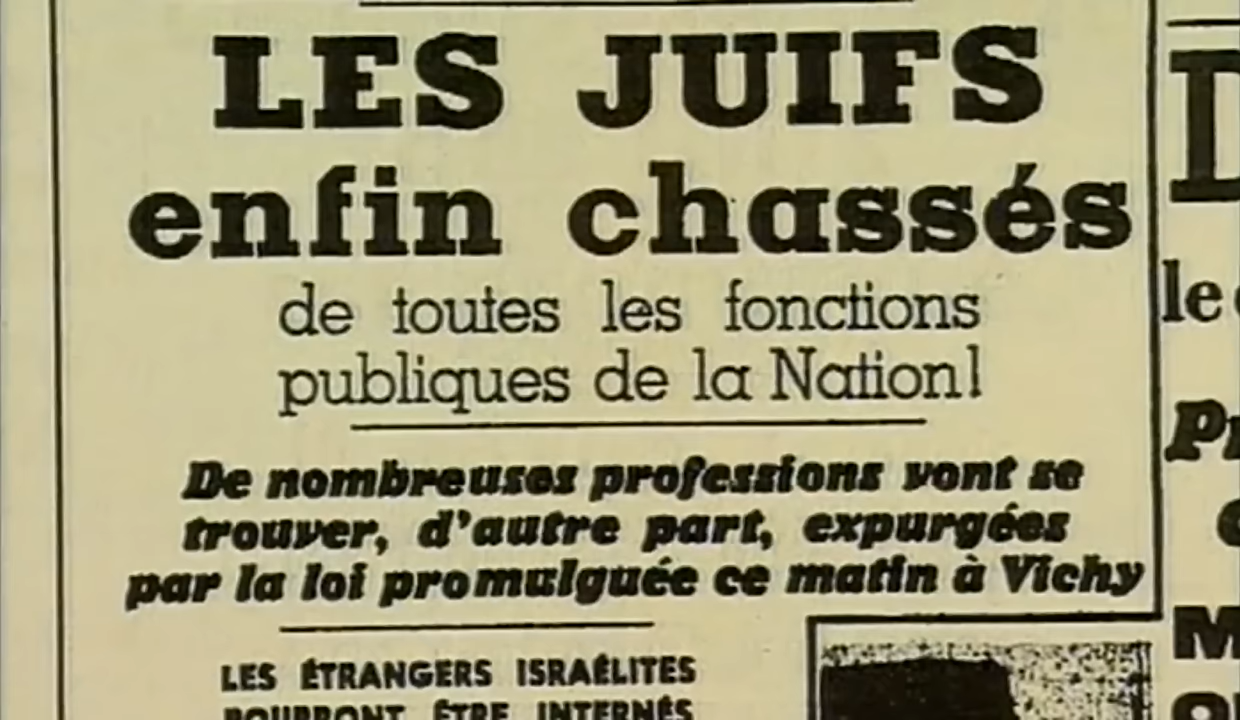 LES JUIFS
enfin chassés
de toutes les fonctions
publiques de la Nation!
De nombreuses professions vont se
trouver, d'autre part, expurgées
par la loi promulguée ce matin à Vichy
LES ÉTRANGERS ISRAÉLITES
POURRONT ÊTRE INTERNÉS
le